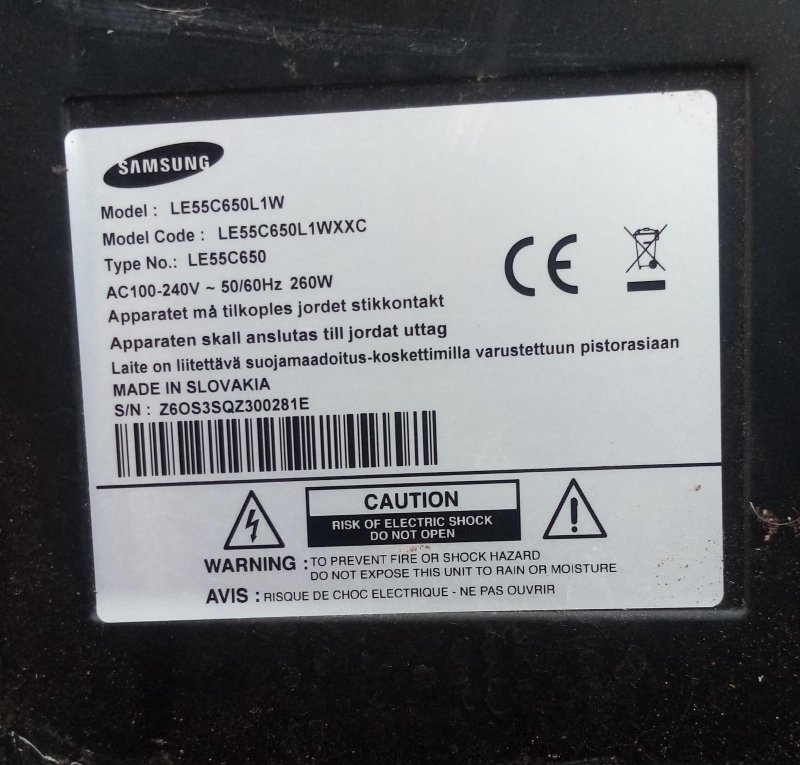 SAMSUNG
Model : LE55C650L1W
Model Code : LE55C650L1WXXC
Type No.: LE55C650
AC100-240V ~ 50/60Hz 260W
Apparatet må tilkoples jordet stikkontakt
Apparaten skall anslutas till jordat uttag
Laite on liitettävä suojamaadoitus-koskettimilla varustettuun pistorasiaan
MADE IN SLOVAKIA
S/N : Z6OS3SQZ300281E
CE
CAUTION
RISK OF ELECTRIC SHOCK
DO NOT OPEN
WARNING : TO PREVENT FIRE OR SHOCK HAZARD
DO NOT EXPOSE THIS UNIT TO RAIN OR MOISTURE
AVIS : RISQUE DE CHOC ELECTRIQUE - NE PAS OUVRIR